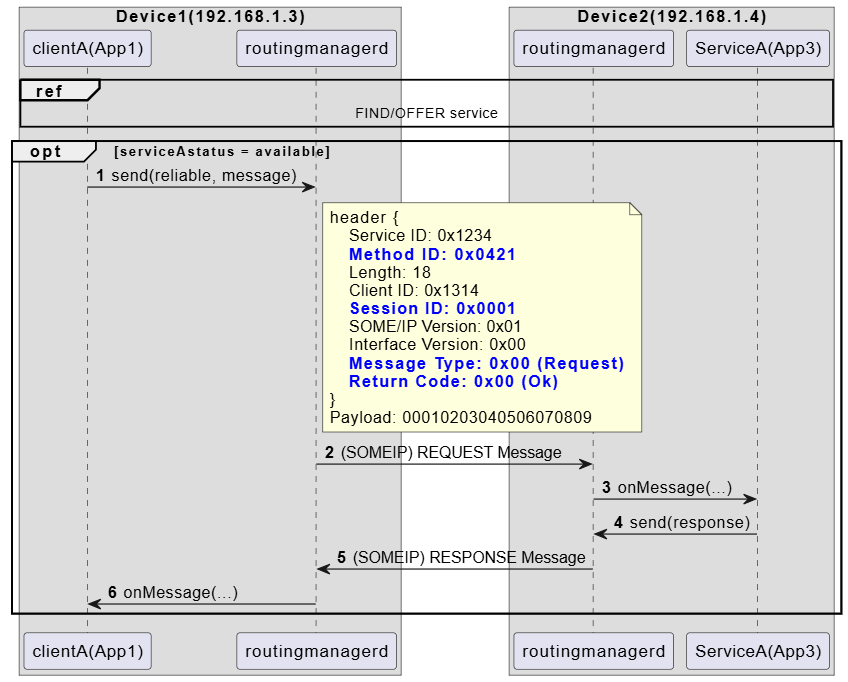 Device1(192.168.1.3)
Device2(192.168.1.4)
clientA(App1)
routingmanagerd
routingmanagerd
ServiceA(App3)
ref
FIND/OFFER service
opt
[serviceAstatus = available]
1 send(reliable, message)
header {
Service ID: 0x1234
Method ID: 0x0421
Length: 18
Client ID: 0x1314
Session ID: 0x0001
SOME/IP Version: 0x01
Interface Version: 0x00
Message Type: 0x00 (Request)
Return Code: 0x00 (Ok)
}
Payload: 00010203040506070809
2 (SOMEIP) REQUEST Message
3 onMessage(...)
4 send(response)
5 (SOMEIP) RESPONSE Message
6 onMessage(...)
clientA(App1)
routingmanagerd
routingmanagerd
ServiceA(App3)